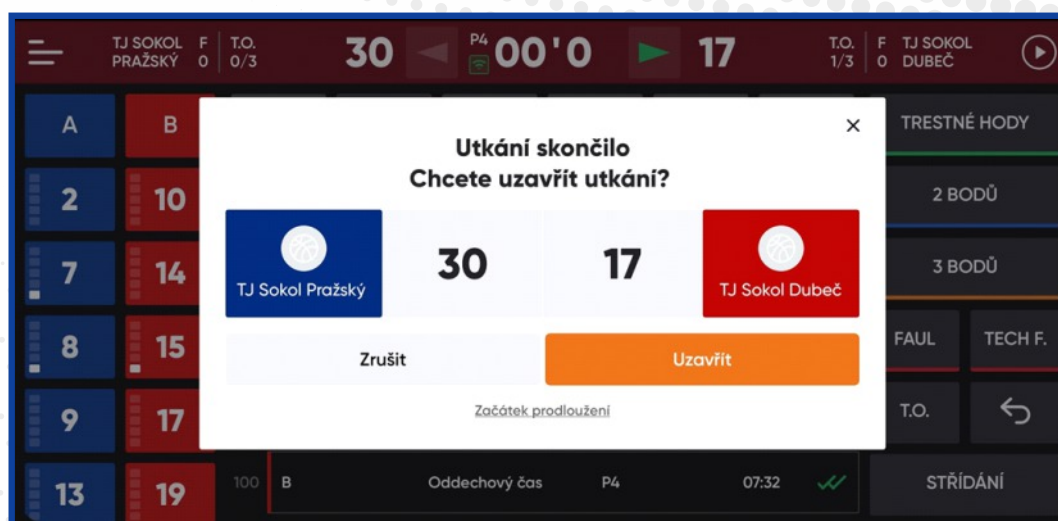 TJ SOKOL PRAŽSKÝ F 0 T.O. 0/3 30 P4 00'0 17 T.O. 1/3 F 0 TJ SOKOL DUBEČ
A B TRESTNÉ HODY
Utkání skončilo
Chcete uzavřít utkání?
2 10 2 BODŮ
30 17
7 14 3 BODŮ
TJ Sokol Pražský TJ Sokol Dubeč
8 15 FAUL TECH F.
Zrušit Uzavřít
9 17 T.O.
Začátek prodloužení
13 19 100 B Oddechový čas P4 07:32 STŘÍDÁNÍ